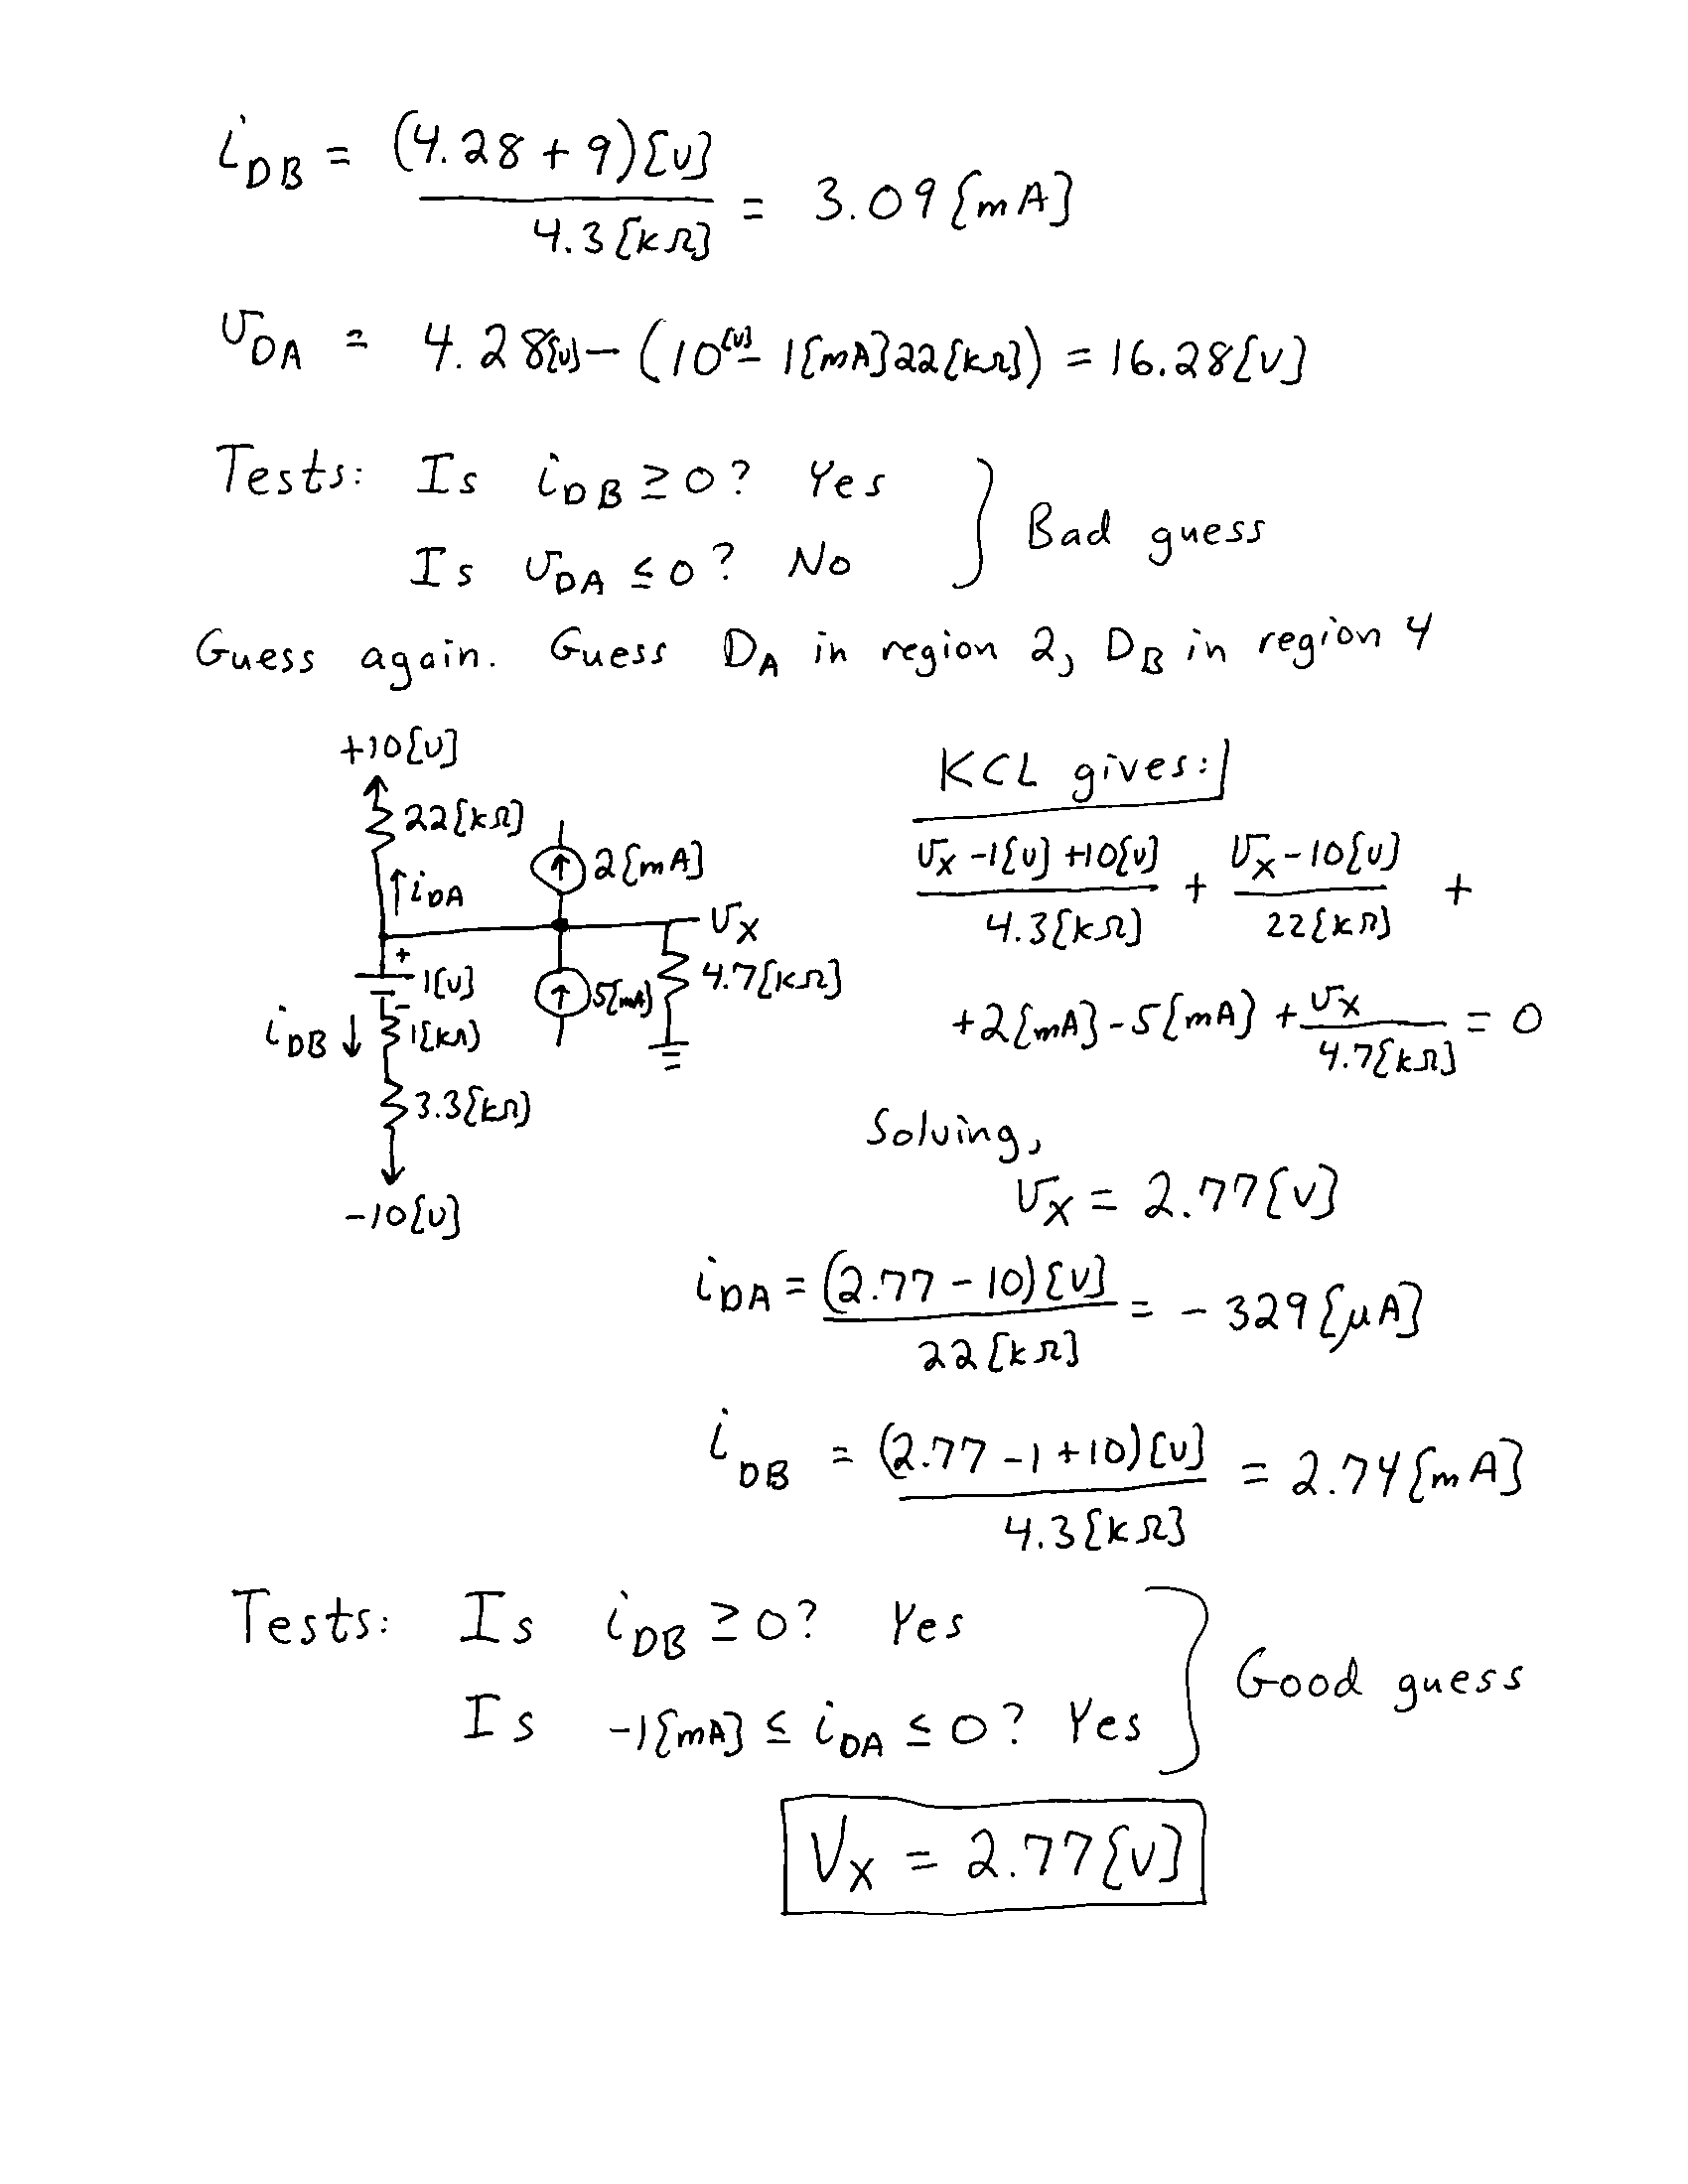 i_DB = (4.28 + 9)[V] / 4.3[kΩ] = 3.09[mA]
v_DA = 4.28[V] - (10[V] - 1[mA]22[kΩ]) = 16.28[V]
Tests: Is i_DB ≥ 0? Yes
Is v_DA ≤ 0? No
Bad guess
Guess again. Guess D_A in region 2, D_B in region 4
+10[V]
22[kΩ]
i_DA
2[mA]
v_X
+
1[V]
-
5[mA]
4.7[kΩ]
i_DB
1[kΩ]
3.3[kΩ]
-10[V]
KCL gives:
(v_X - 1[V] + 10[V]) / 4.3[kΩ] + (v_X - 10[V]) / 22[kΩ] +
+ 2[mA] - 5[mA] + v_X / 4.7[kΩ] = 0
Solving,
v_X = 2.77[V]
i_DA = (2.77 - 10)[V] / 22[kΩ] = -329[μA]
i_DB = (2.77 - 1 + 10)[V] / 4.3[kΩ] = 2.74[mA]
Tests: Is i_DB ≥ 0? Yes
Is -1[mA] ≤ i_DA ≤ 0? Yes
Good guess
V_X = 2.77[V]